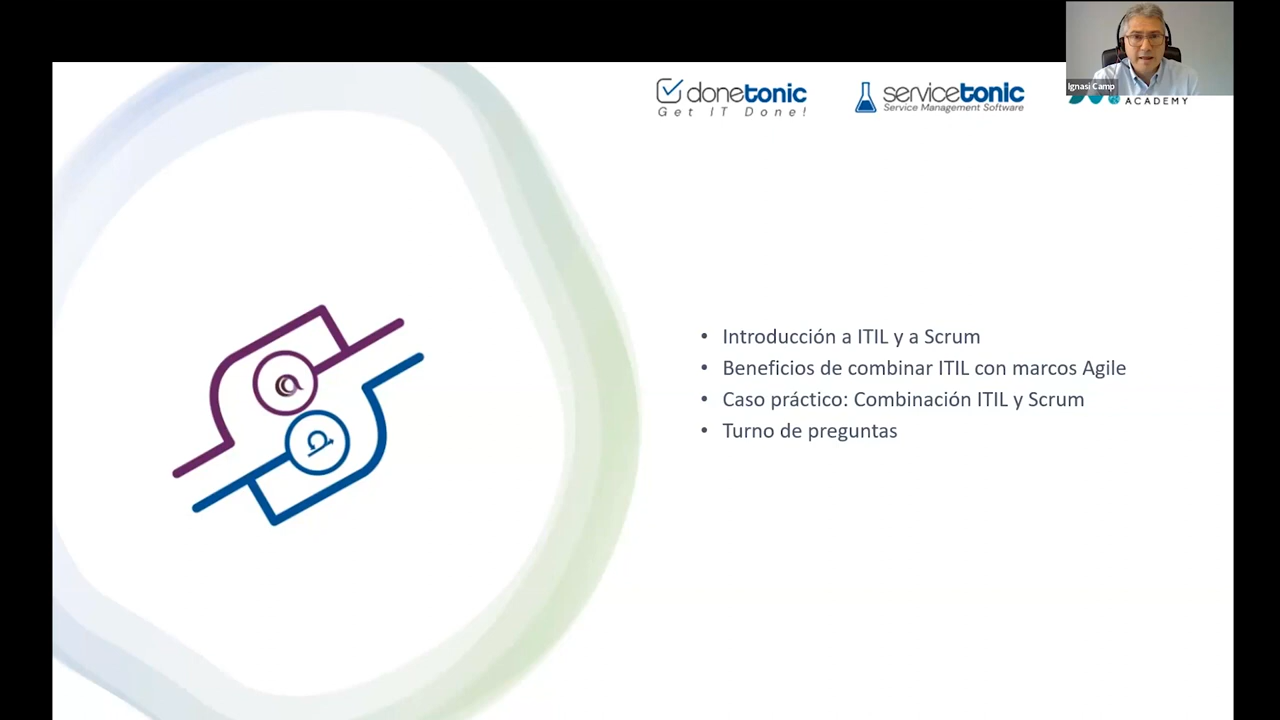 donetonic
Get IT Done!
servicetonic
Service Management Software
Ignasi Camp
ACADEMY
• Introducción a ITIL y a Scrum
• Beneficios de combinar ITIL con marcos Agile
• Caso práctico: Combinación ITIL y Scrum
• Turno de preguntas